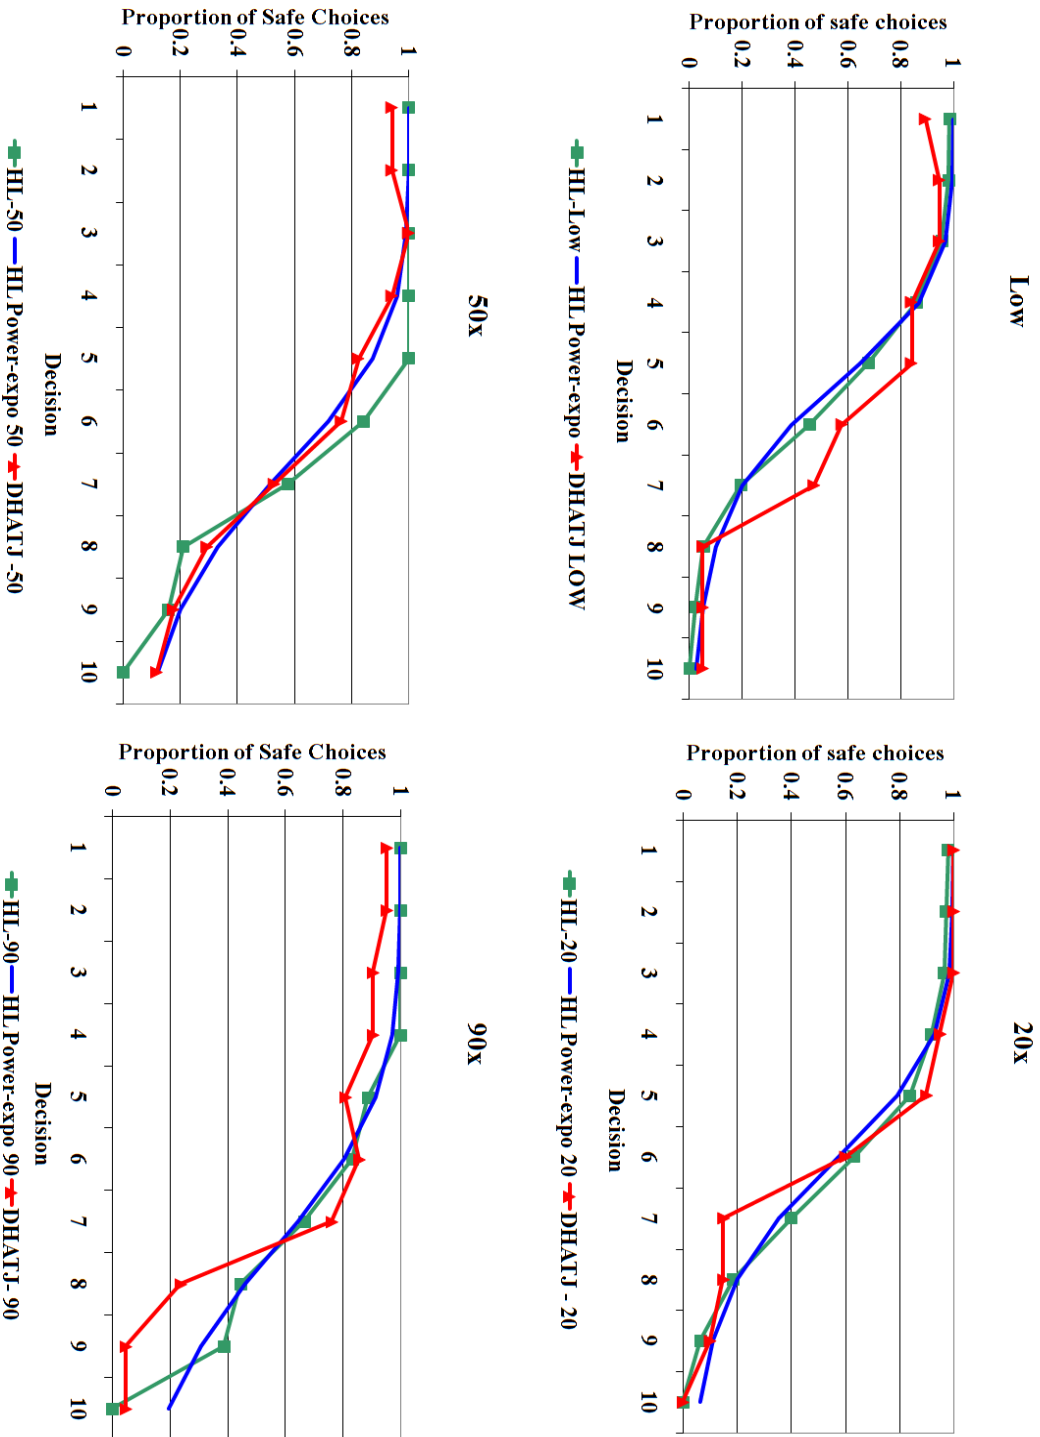 Low
Proportion of safe choices
1
0.8
0.6
0.4
0.2
0
1 2 3 4 5 6 7 8 9 10
Decision
HL-Low HL Power-expo DHATJ LOW
20x
Proportion of safe choices
1
0.8
0.6
0.4
0.2
0
1 2 3 4 5 6 7 8 9 10
Decision
HL-20 HL Power-expo 20 DHATJ - 20
50x
Proportion of Safe Choices
1
0.8
0.6
0.4
0.2
0
1 2 3 4 5 6 7 8 9 10
Decision
HL-50 HL Power-expo 50 DHATJ -50
90x
Proportion of Safe Choices
1
0.8
0.6
0.4
0.2
0
1 2 3 4 5 6 7 8 9 10
Decision
HL-90 HL Power-expo 90 DHATJ- 90